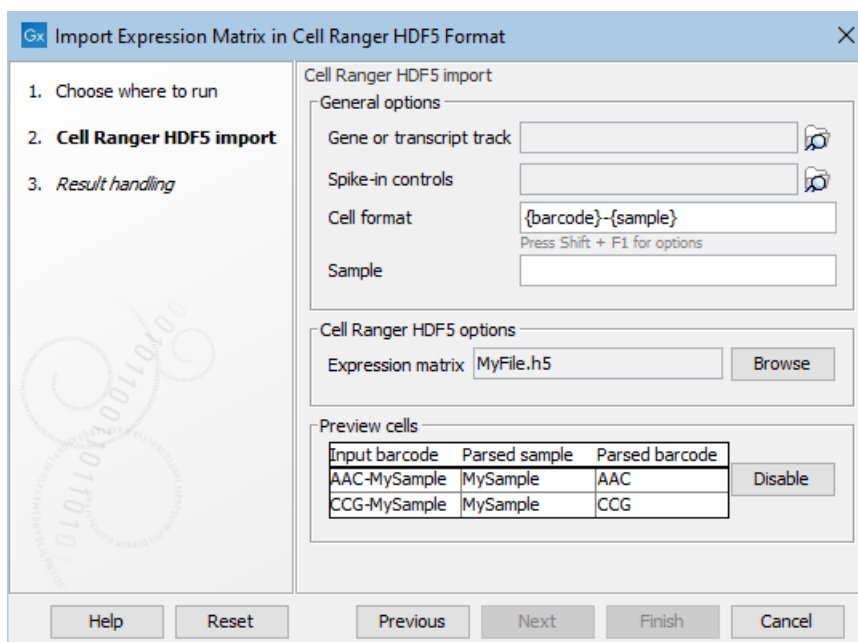 Gx Import Expression Matrix in Cell Ranger HDF5 Format
1. Choose where to run
2. Cell Ranger HDF5 import
3. Result handling
Cell Ranger HDF5 import
General options
Gene or transcript track
Spike-in controls
Cell format {barcode}-{sample}
Press Shift + F1 for options
Sample
Cell Ranger HDF5 options
Expression matrix MyFile.h5 Browse
Preview cells
Input barcode Parsed sample Parsed barcode
AAC-MySample MySample AAC
CCG-MySample MySample CCG
Disable
Help Reset Previous Next Finish Cancel